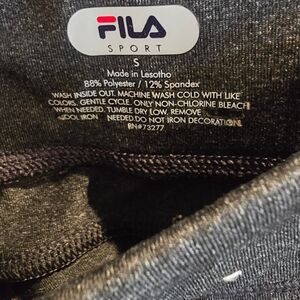 FILA
SPORT
S
Made in Lesotho
88% Polyester / 12% Spandex
WASH INSIDE OUT. MACHINE WASH COLD WITH LIKE
COLORS. GENTLE CYCLE. ONLY NON-CHLORINE BLEACH
WHEN NEEDED. TUMBLE DRY LOW, REMOVE
COOL IRON NEEDED.DO NOT IRON DECORATION.
RN#73277